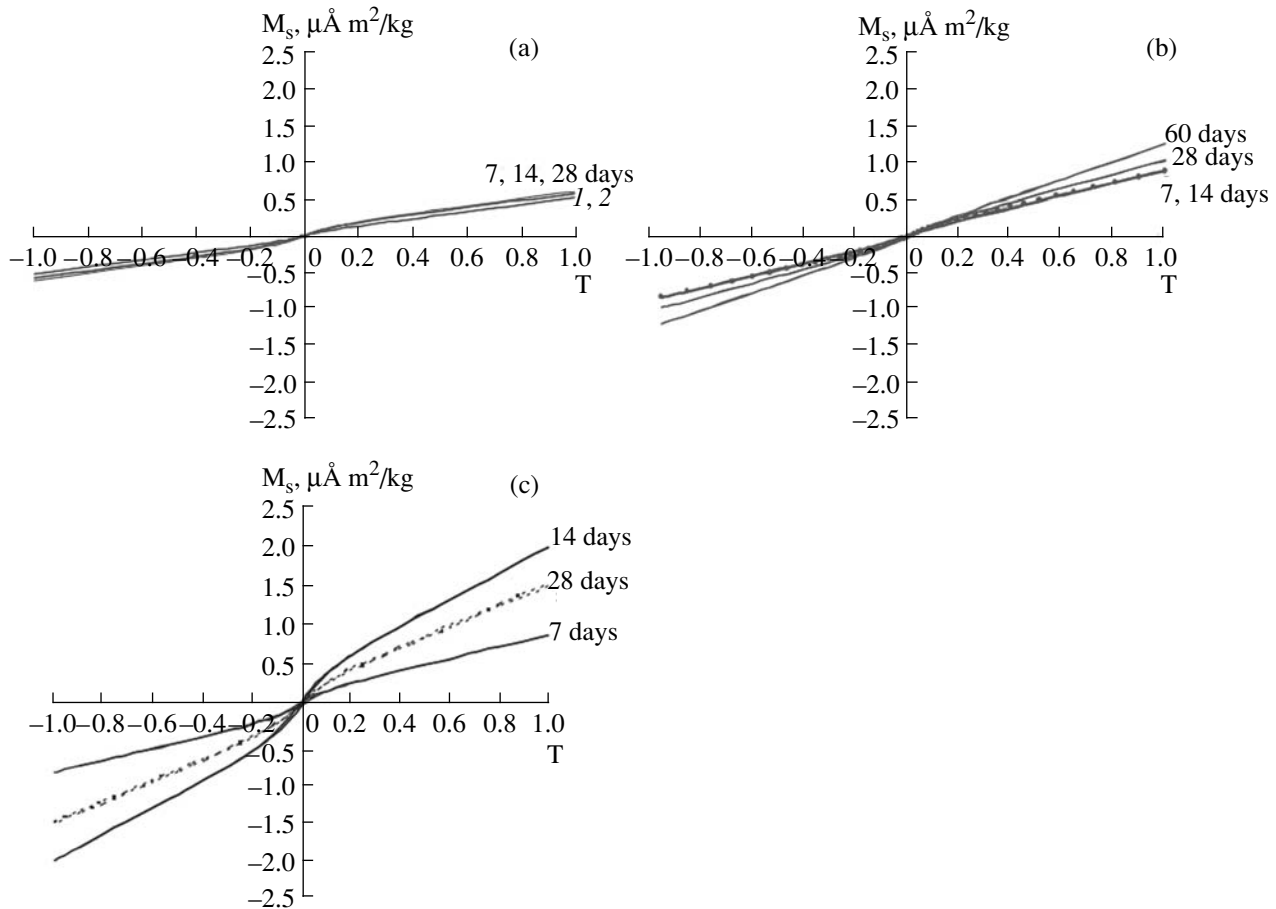 M_s, µÅ m²/kg
(a)
2.5
2.0
1.5
1.0
0.5
7, 14, 28 days
1, 2
–1.0 –0.8 –0.6 –0.4 –0.2 0 0.2 0.4 0.6 0.8 1.0
T
–0.5
–1.0
–1.5
–2.0
–2.5
M_s, µÅ m²/kg
(b)
2.5
2.0
1.5
1.0
0.5
60 days
28 days
7, 14 days
–1.0 –0.8 –0.6 –0.4 –0.2 0 0.2 0.4 0.6 0.8 1.0
T
–0.5
–1.0
–1.5
–2.0
–2.5
M_s, µÅ m²/kg
(c)
2.5
2.0
1.5
1.0
0.5
14 days
28 days
7 days
–1.0 –0.8 –0.6 –0.4 –0.2 0 0.2 0.4 0.6 0.8 1.0
T
–0.5
–1.0
–1.5
–2.0
–2.5